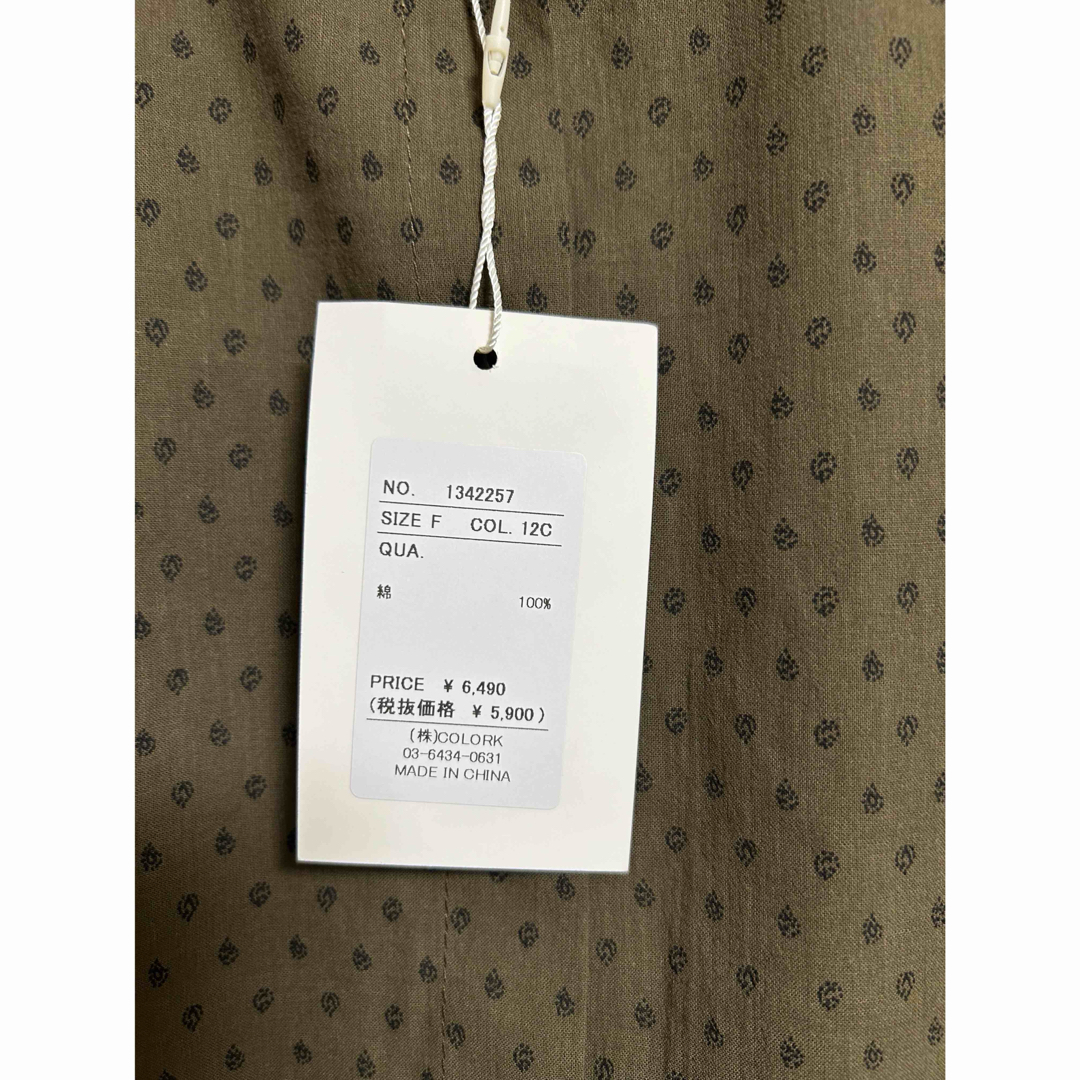 NO. 1342257
SIZE F COL. 12C
QUA.
綿 100%
PRICE ¥ 6,490
(税抜価格 ¥ 5,900)
(株)COLORK
03-6434-0631
MADE IN CHINA